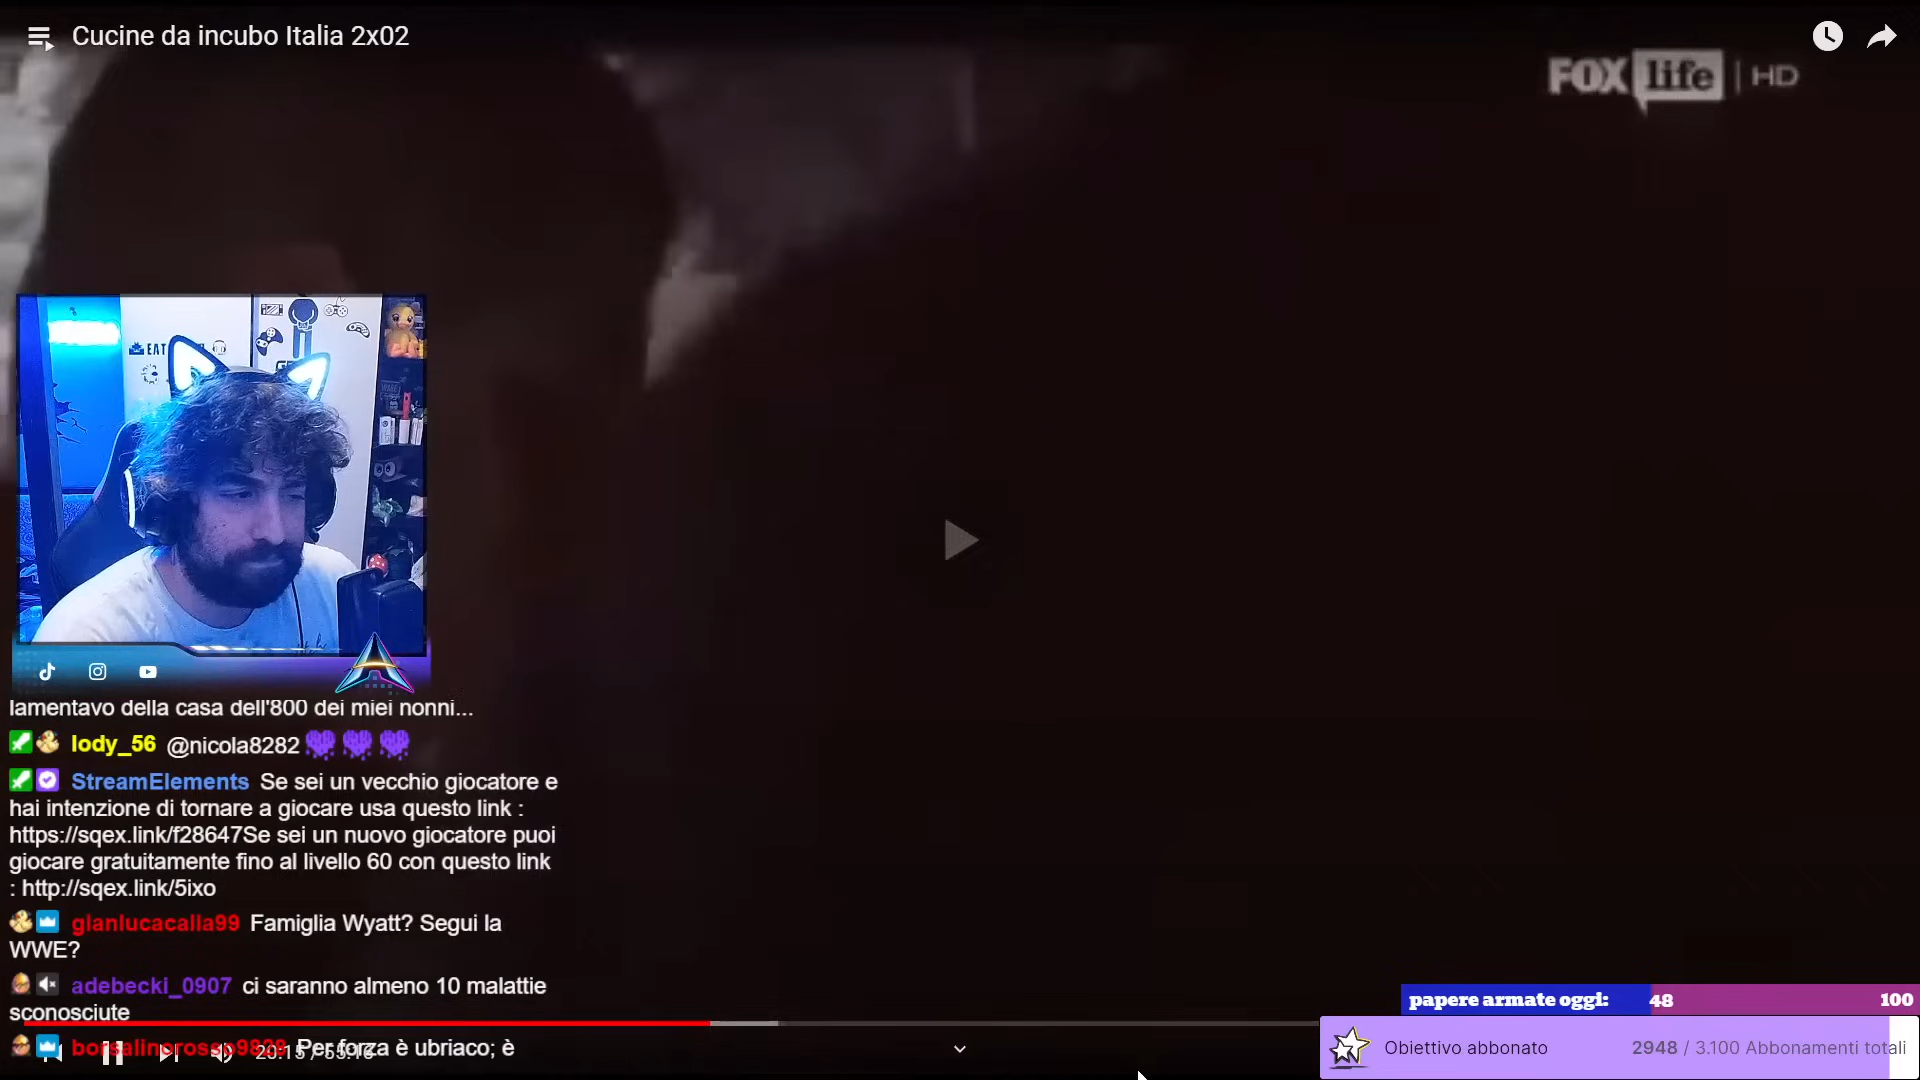 Cucine da incubo Italia 2x02
FOX life | HD
EAT
lamentavo della casa dell'800 dei miei nonni...
lody_56 @nicola8282
StreamElements Se sei un vecchio giocatore e
hai intenzione di tornare a giocare usa questo link :
https://sqex.link/f28647Se sei un nuovo giocatore puoi
giocare gratuitamente fino al livello 60 con questo link
: http://sqex.link/5ixo
gianlucacalla99 Famiglia Wyatt? Segui la
WWE?
adebecki_0907 ci saranno almeno 10 malattie
sconosciute
Per forza è ubriaco; è
papere armate oggi: 48 100
Obiettivo abbonato 2948 / 3.100 Abbonamenti totali